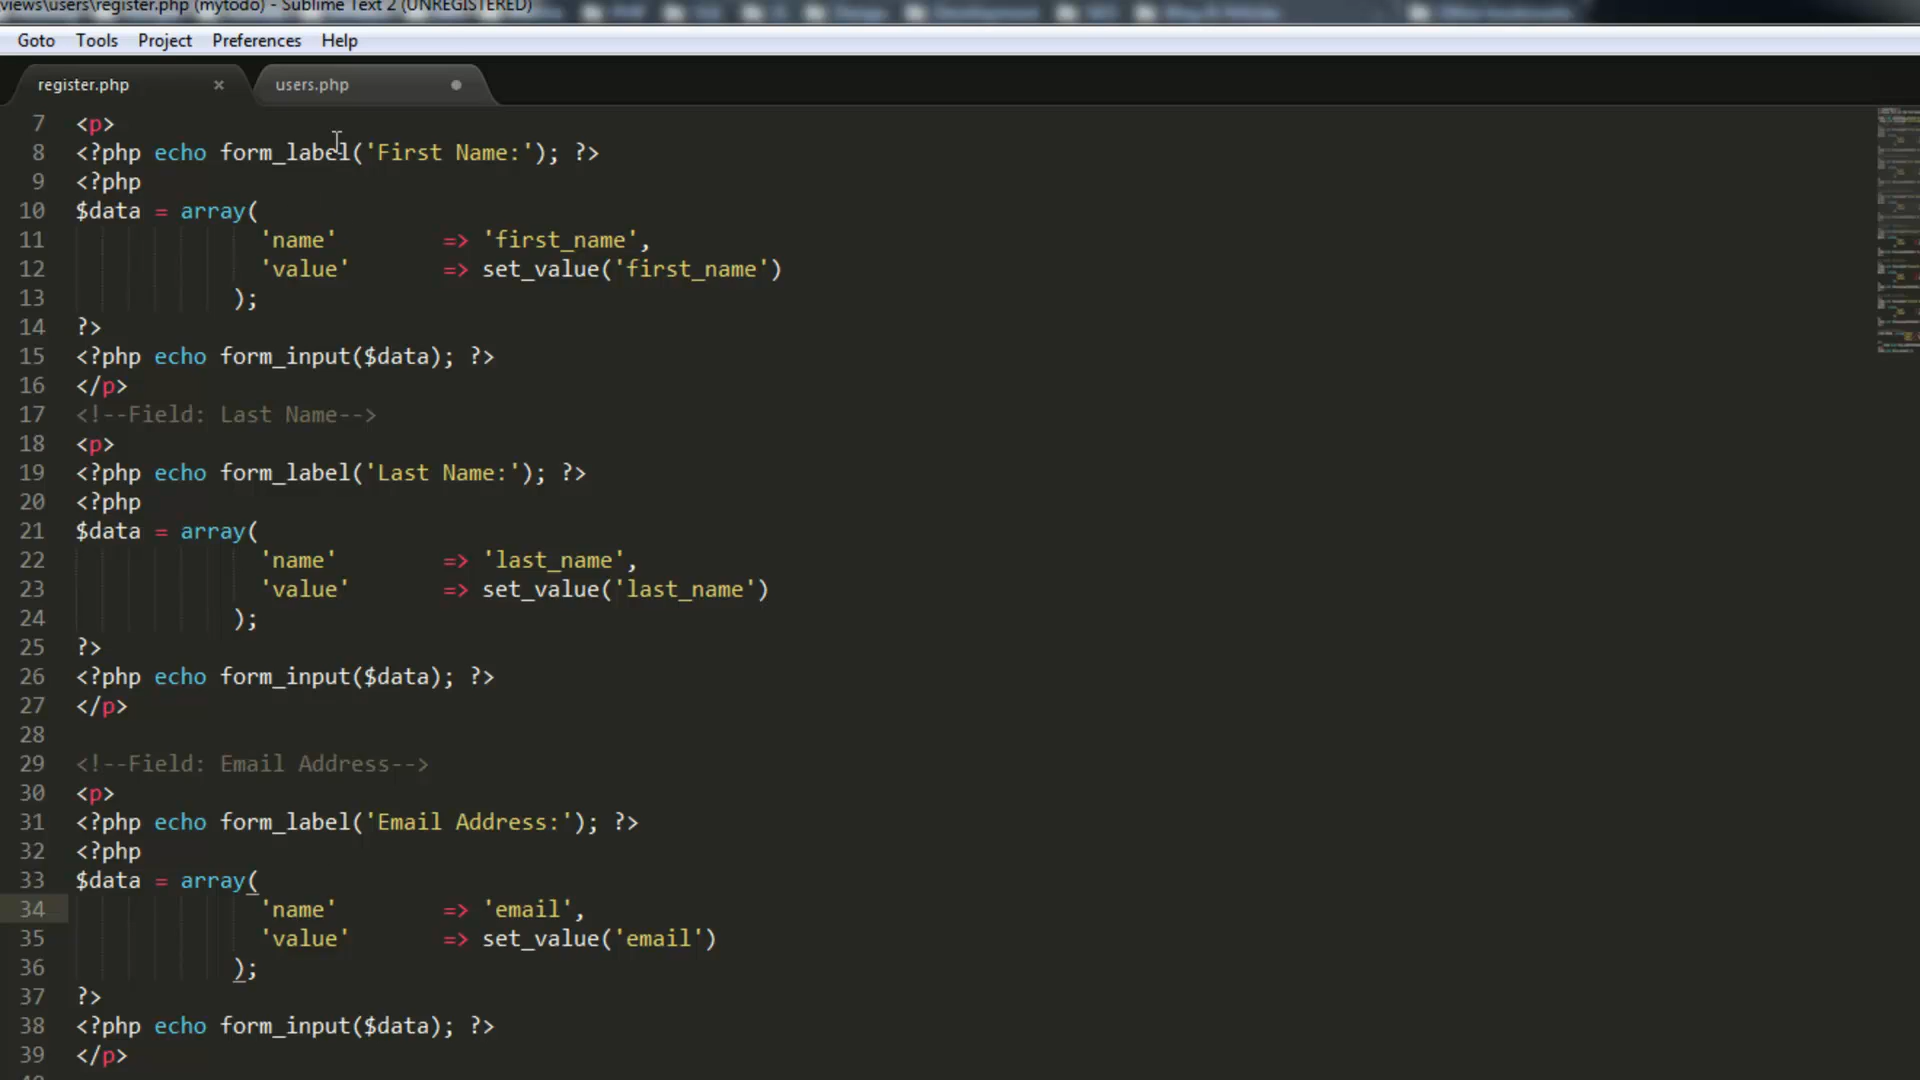 views\users\register.php (mytodo) - Sublime Text 2 (UNREGISTERED)
Goto Tools Project Preferences Help
register.php × users.php
7 <p>
8 <?php echo form_label('First Name:'); ?>
9 <?php
10 $data = array(
11 'name' => 'first_name',
12 'value' => set_value('first_name')
13 );
14 ?>
15 <?php echo form_input($data); ?>
16 </p>
17 <!--Field: Last Name-->
18 <p>
19 <?php echo form_label('Last Name:'); ?>
20 <?php
21 $data = array(
22 'name' => 'last_name',
23 'value' => set_value('last_name')
24 );
25 ?>
26 <?php echo form_input($data); ?>
27 </p>
28
29 <!--Field: Email Address-->
30 <p>
31 <?php echo form_label('Email Address:'); ?>
32 <?php
33 $data = array(
34 'name' => 'email',
35 'value' => set_value('email')
36 );
37 ?>
38 <?php echo form_input($data); ?>
39 </p>